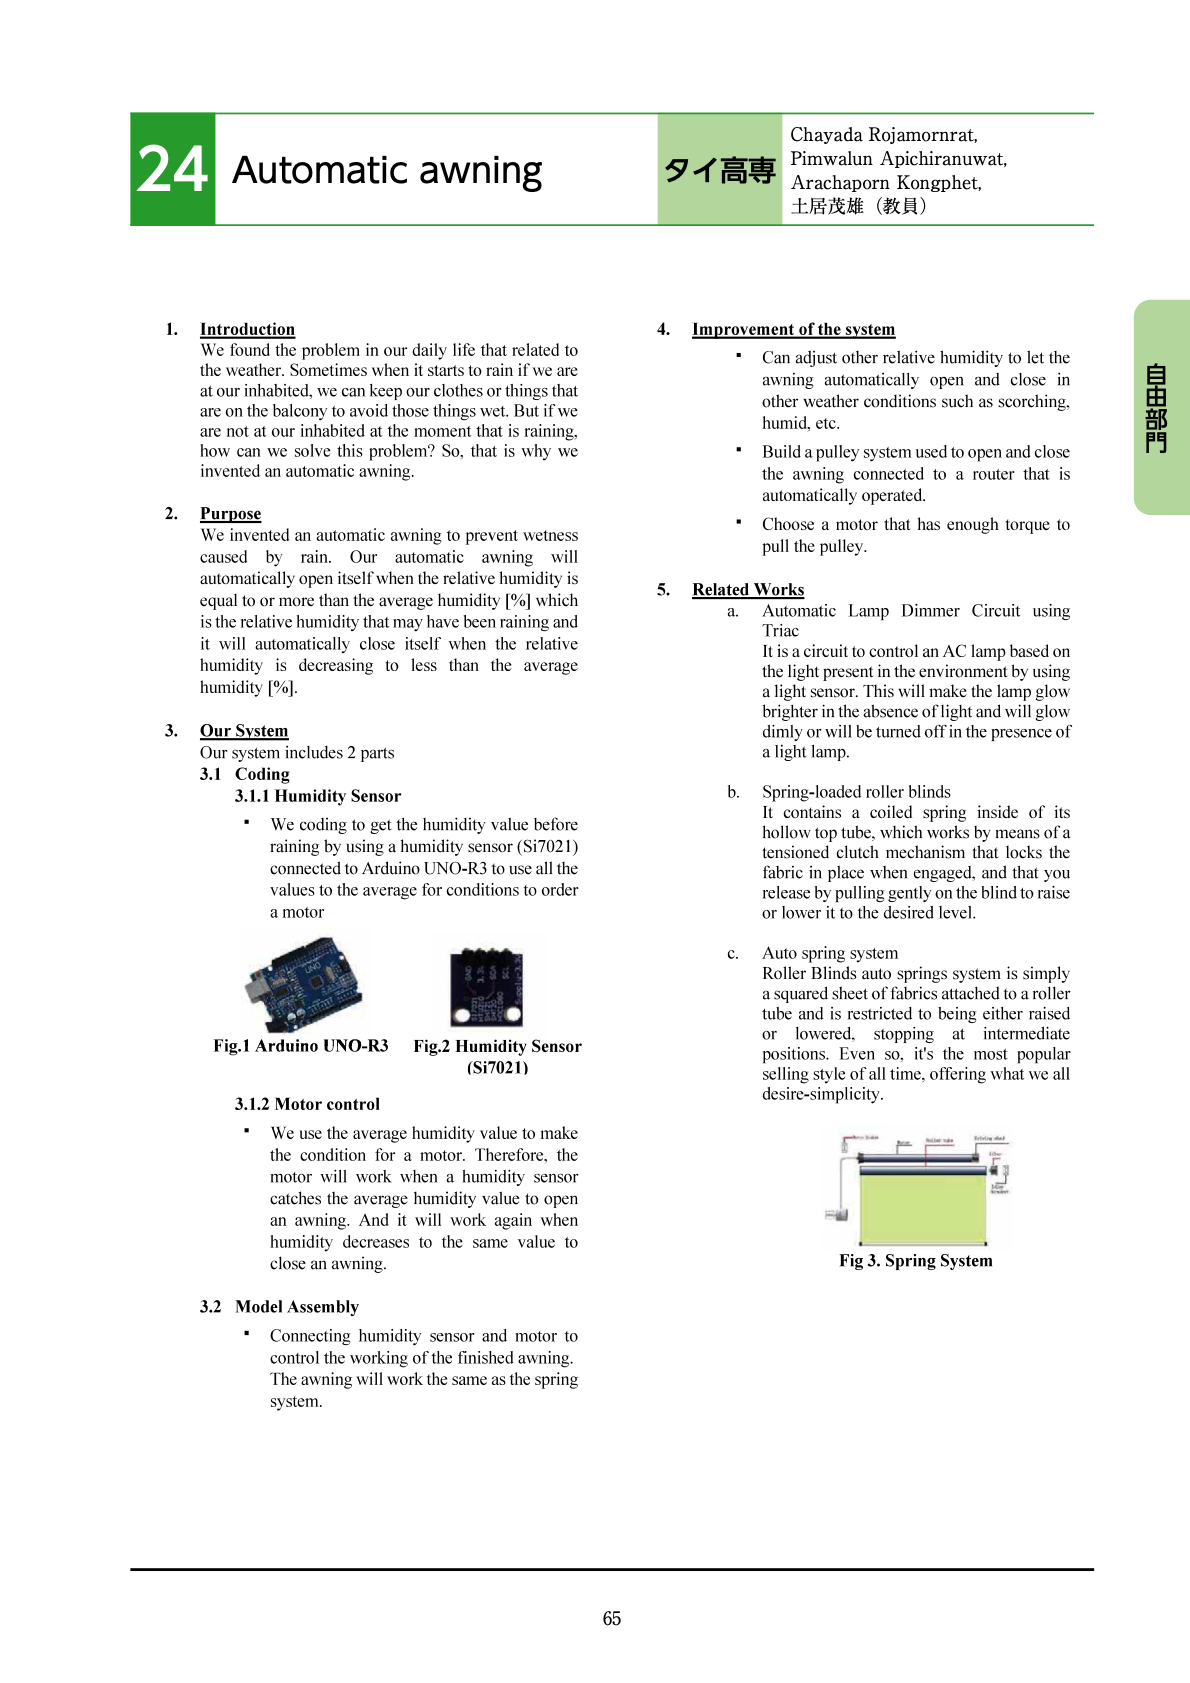 24
Automatic awning
タイ高専
Chayada Rojamornrat,
Pimwalun Apichiranuwat,
Arachaporn Kongphet,
土居茂雄（教員）
自由部門
1. Introduction
We found the problem in our daily life that related to
the weather. Sometimes when it starts to rain if we are
at our inhabited, we can keep our clothes or things that
are on the balcony to avoid those things wet. But if we
are not at our inhabited at the moment that is raining,
how can we solve this problem? So, that is why we
invented an automatic awning.
2. Purpose
We invented an automatic awning to prevent wetness
caused by rain. Our automatic awning will
automatically open itself when the relative humidity is
equal to or more than the average humidity [%] which
is the relative humidity that may have been raining and
it will automatically close itself when the relative
humidity is decreasing to less than the average
humidity [%].
3. Our System
Our system includes 2 parts
3.1 Coding
3.1.1 Humidity Sensor
▪ We coding to get the humidity value before
raining by using a humidity sensor (Si7021)
connected to Arduino UNO-R3 to use all the
values to the average for conditions to order
a motor
UNO
GND
3.3V
SDA
SCL
Fig.1 Arduino UNO-R3
Fig.2 Humidity Sensor
(Si7021)
3.1.2 Motor control
▪ We use the average humidity value to make
the condition for a motor. Therefore, the
motor will work when a humidity sensor
catches the average humidity value to open
an awning. And it will work again when
humidity decreases to the same value to
close an awning.
3.2 Model Assembly
▪ Connecting humidity sensor and motor to
control the working of the finished awning.
The awning will work the same as the spring
system.
4. Improvement of the system
▪ Can adjust other relative humidity to let the
awning automatically open and close in
other weather conditions such as scorching,
humid, etc.
▪ Build a pulley system used to open and close
the awning connected to a router that is
automatically operated.
▪ Choose a motor that has enough torque to
pull the pulley.
5. Related Works
a. Automatic Lamp Dimmer Circuit using
Triac
It is a circuit to control an AC lamp based on
the light present in the environment by using
a light sensor. This will make the lamp glow
brighter in the absence of light and will glow
dimly or will be turned off in the presence of
a light lamp.
b. Spring-loaded roller blinds
It contains a coiled spring inside of its
hollow top tube, which works by means of a
tensioned clutch mechanism that locks the
fabric in place when engaged, and that you
release by pulling gently on the blind to raise
or lower it to the desired level.
c. Auto spring system
Roller Blinds auto springs system is simply
a squared sheet of fabrics attached to a roller
tube and is restricted to being either raised
or lowered, stopping at intermediate
positions. Even so, it's the most popular
selling style of all time, offering what we all
desire-simplicity.
Motor
Roller tube
Fig 3. Spring System
65